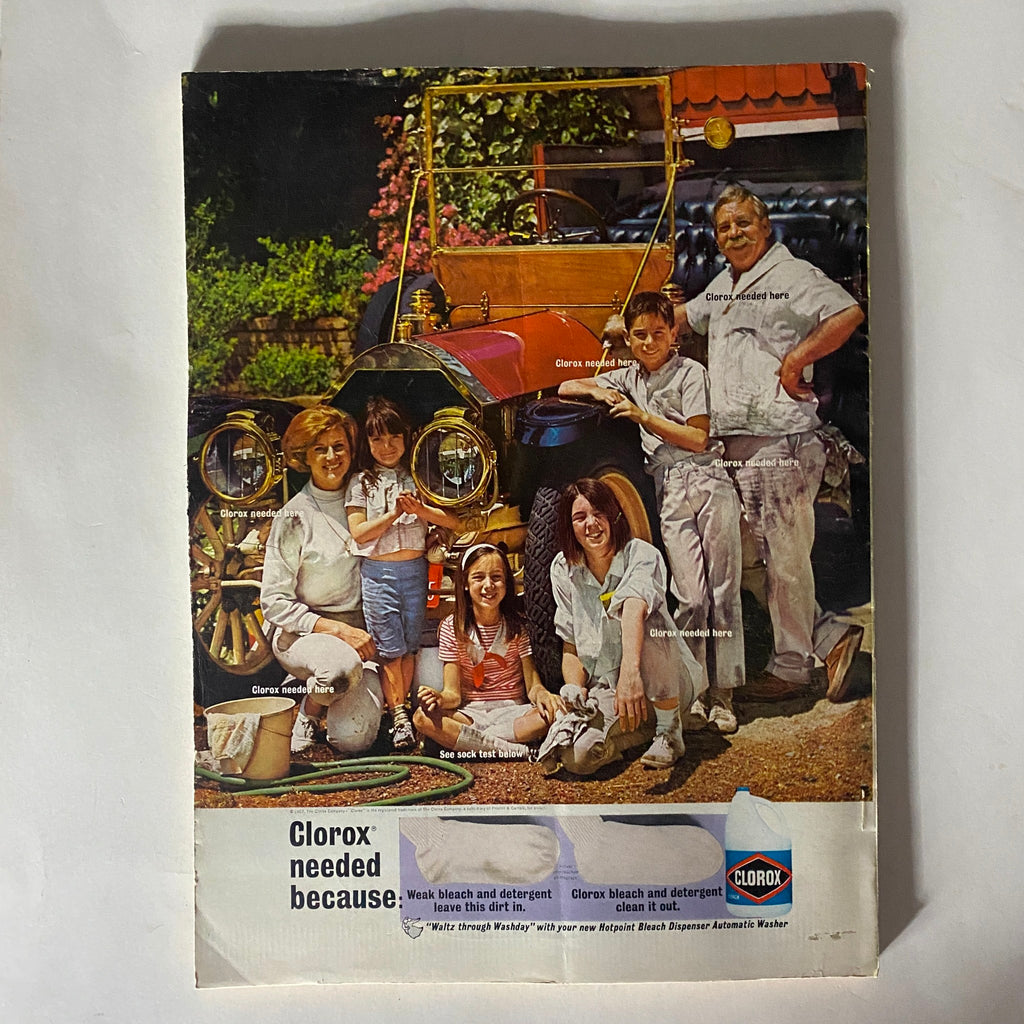 Clorox needed here
Clorox needed here
Clorox needed here
Clorox needed here
Clorox needed here
Clorox needed here
See sock test below
Clorox®
needed
because:
Weak bleach and detergent
leave this dirt in.
Clorox bleach and detergent
clean it out.
CLOROX
"Waltz through Washday" with your new Hotpoint Bleach Dispenser Automatic Washer